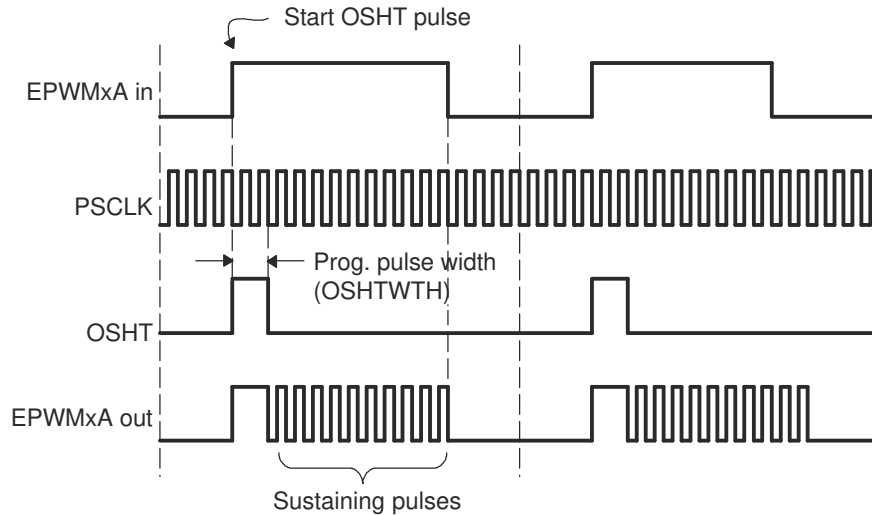 Start OSHT pulse
EPWMxA in
PSCLK
Prog. pulse width
(OSHTWTH)
OSHT
EPWMxA out
Sustaining pulses